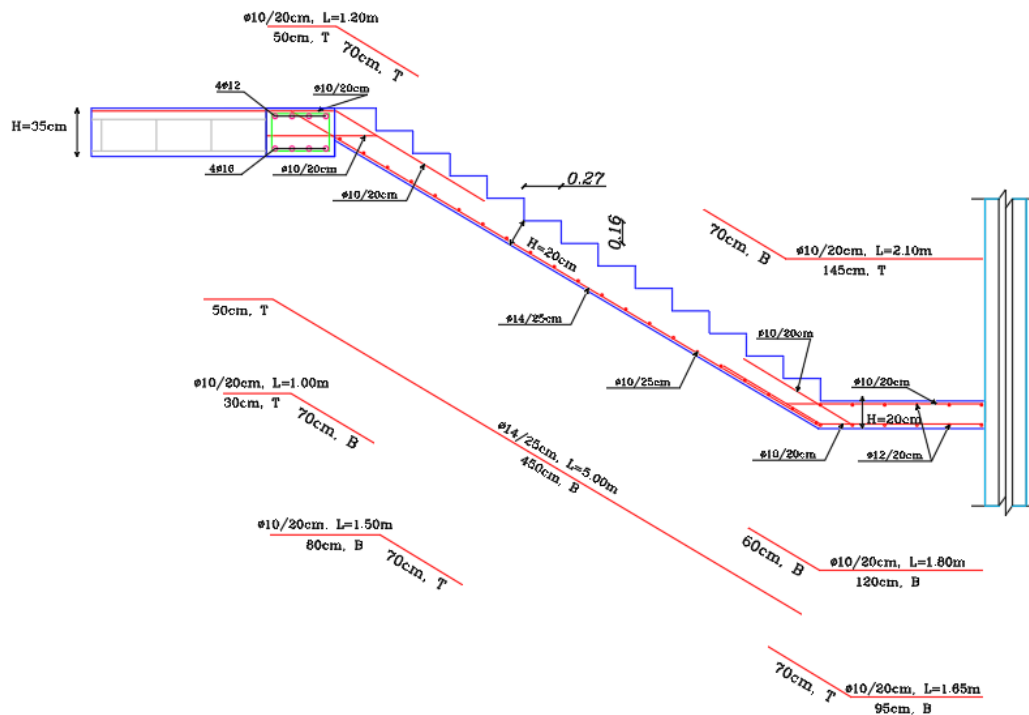 ø10/20cm, L=1.20m
50cm, T
70cm, T
4ø12
ø10/20cm
H=35cm
4ø16
ø10/20cm
ø10/20cm
0.27
0.16
H=20cm
70cm, B
ø10/20cm, L=2.10m
145cm, T
50cm, T
ø14/25cm
ø10/20cm
ø10/25cm
ø10/20cm
H=20cm
ø10/20cm, L=1.00m
30cm, T
70cm, B
ø14/25cm, L=5.00m
450cm, B
ø10/20cm
ø12/20cm
ø10/20cm. L=1.50m
80cm, B
70cm, T
60cm, B
ø10/20cm, L=1.80m
120cm, B
70cm, T
ø10/20cm, L=1.65m
95cm, B